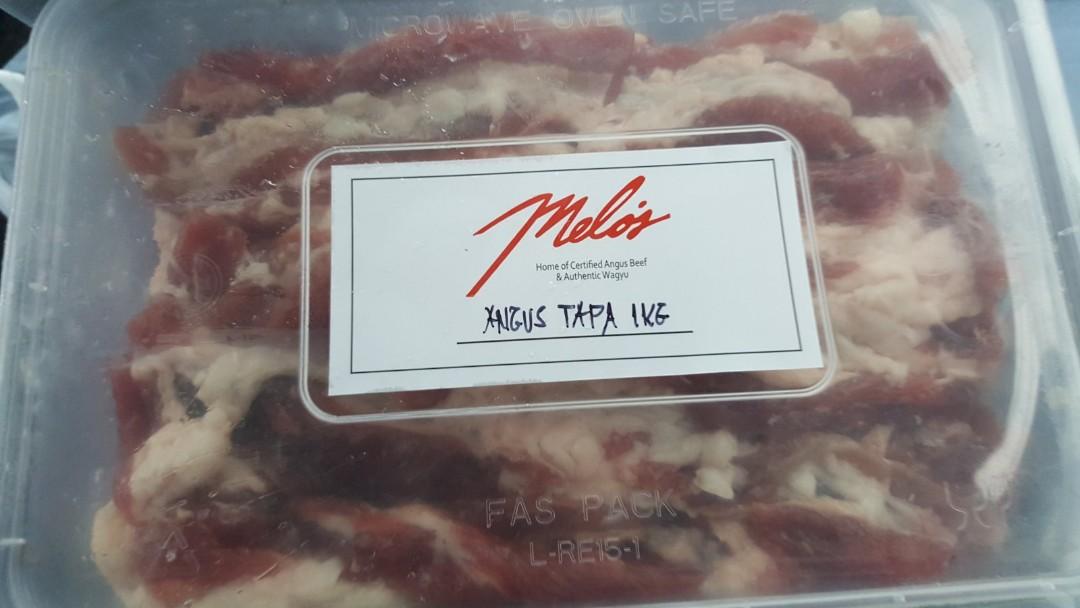 MICROWAVE OVEN SAFE
Melo's
Home of Certified Angus Beef
& Authentic Wagyu
ANGUS TAPA 1KG
FAS PACK
L-RE15-1